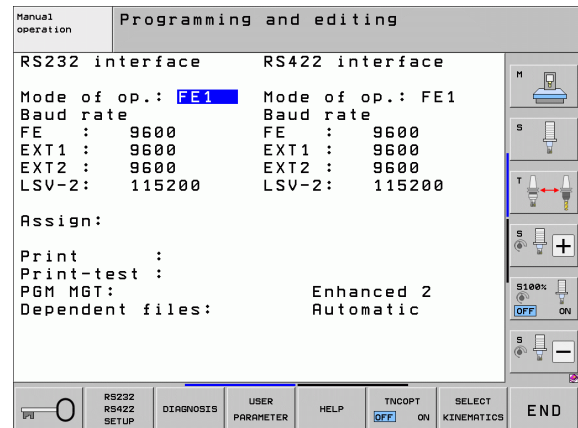 Manual operation
Programming and editing
RS232 interface
RS422 interface
Mode of op.: FE1
Mode of op.: FE1
Baud rate
Baud rate
FE : 9600
FE : 9600
EXT1 : 9600
EXT1 : 9600
EXT2 : 9600
EXT2 : 9600
LSV-2: 115200
LSV-2: 115200
Assign:
Print :
Print-test :
PGM MGT: Enhanced 2
Dependent files: Automatic
M
S
T
S
+
S100%
OFF ON
S
−
RS232
RS422
SETUP
DIAGNOSIS
USER
PARAMETER
HELP
TNCOPT
OFF ON
SELECT
KINEMATICS
END